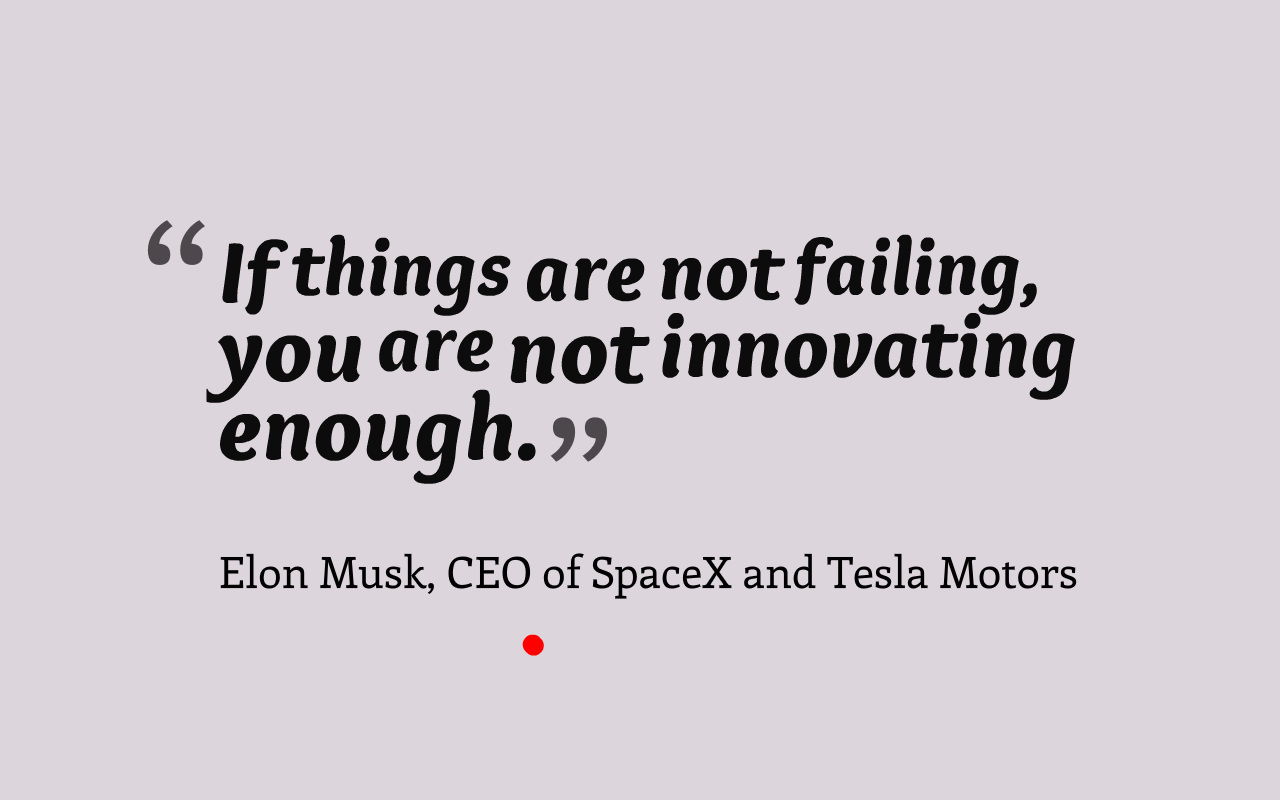 “If things are not failing,
you are not innovating
enough.”
Elon Musk, CEO of SpaceX and Tesla Motors